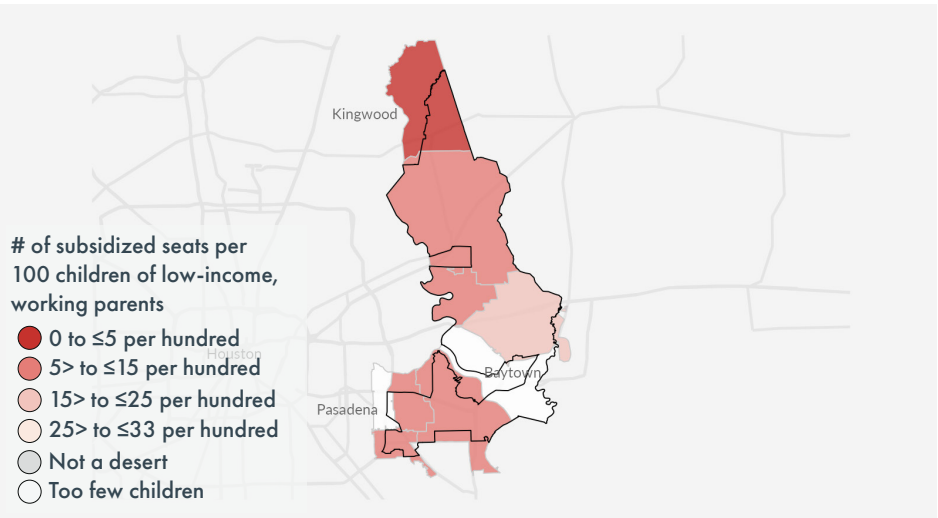 Kingwood
# of subsidized seats per
100 children of low-income,
working parents
0 to ≤5 per hundred
Houston
5> to ≤15 per hundred
15> to ≤25 per hundred
25> to ≤33 per hundred
Not a desert
Too few children
Baytown
Pasadena